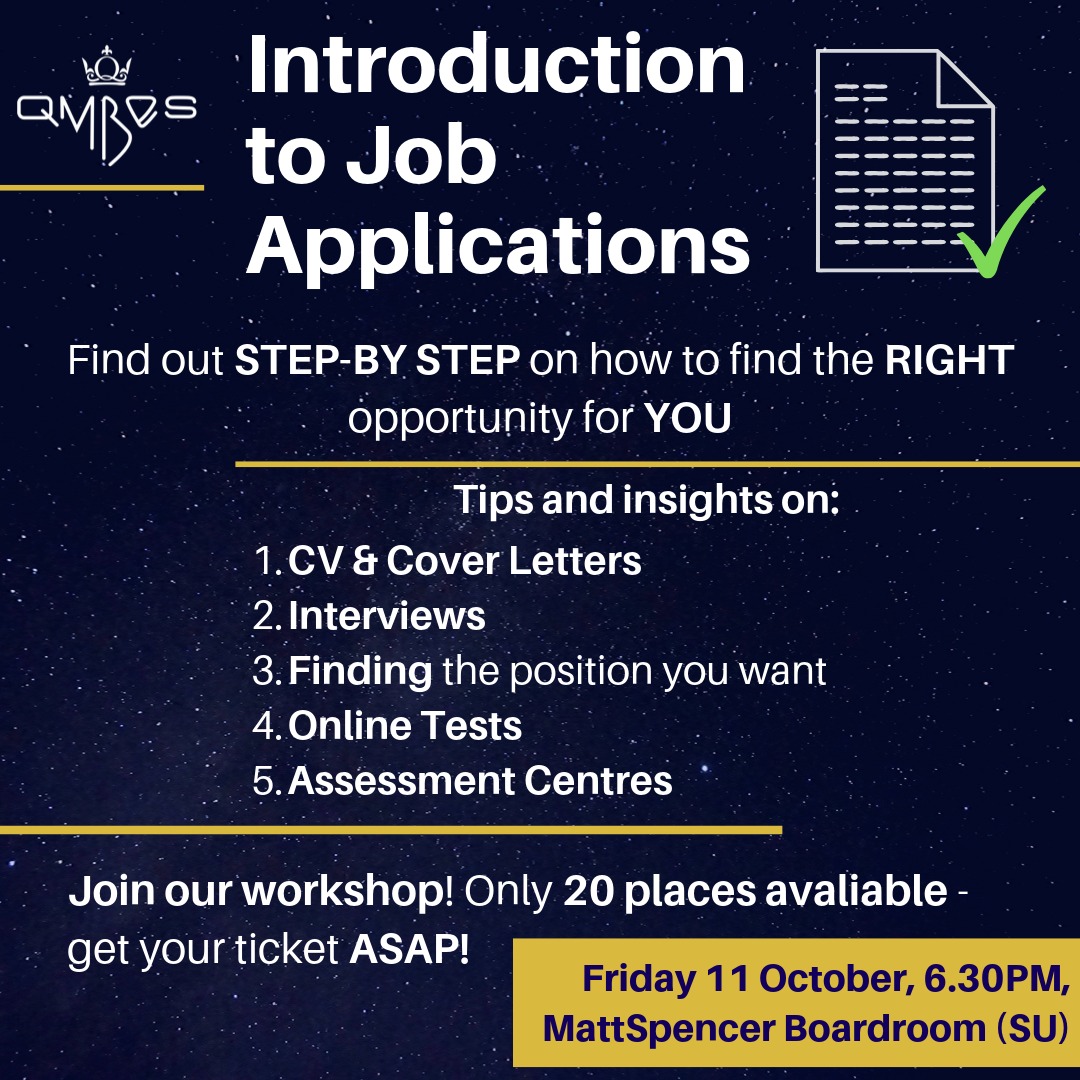 QMBES
Introduction
to Job
Applications
Find out STEP-BY STEP on how to find the RIGHT
opportunity for YOU
Tips and insights on:
1. CV & Cover Letters
2. Interviews
3. Finding the position you want
4. Online Tests
5. Assessment Centres
Join our workshop! Only 20 places avaliable -
get your ticket ASAP!
Friday 11 October, 6.30PM,
MattSpencer Boardroom (SU)